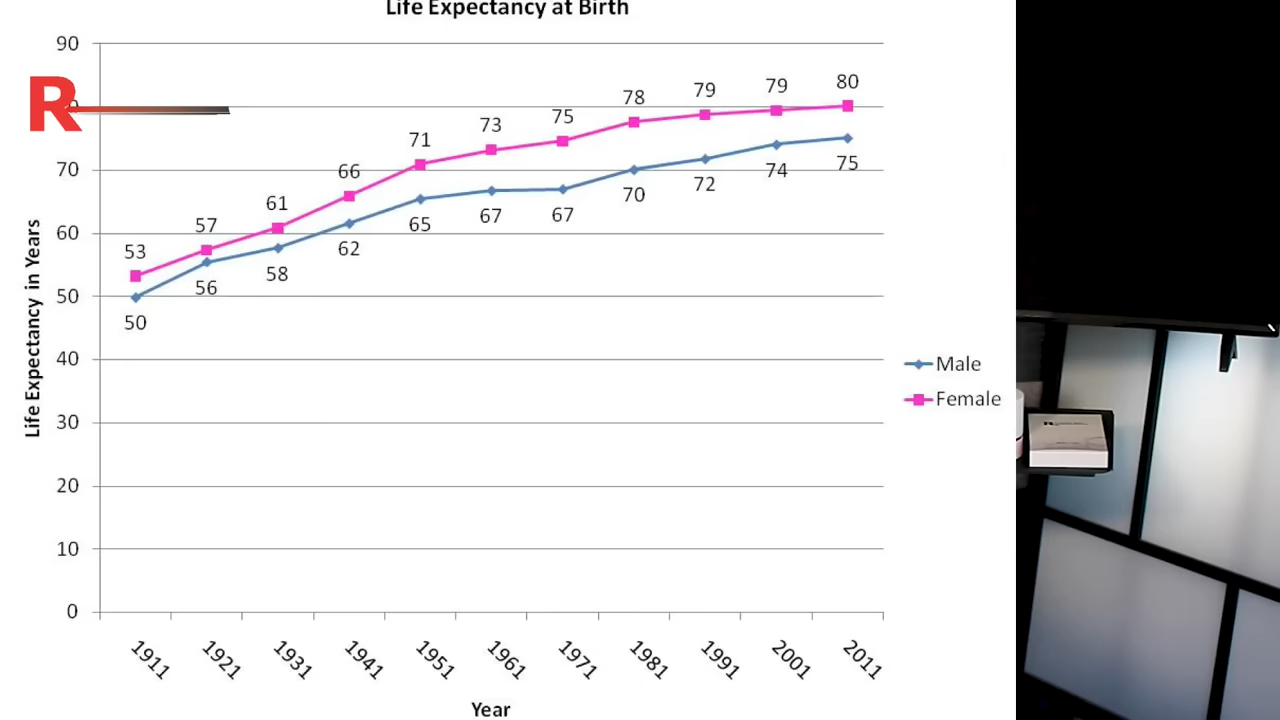 Life Expectancy at Birth
90
R
70
60
50
40
30
20
10
0
Life Expectancy in Years
53 57 61 66 71 73 75 78 79 79 80
50 56 58 62 65 67 67 70 72 74 75
Male
Female
1911 1921 1931 1941 1951 1961 1971 1981 1991 2001 2011
Year